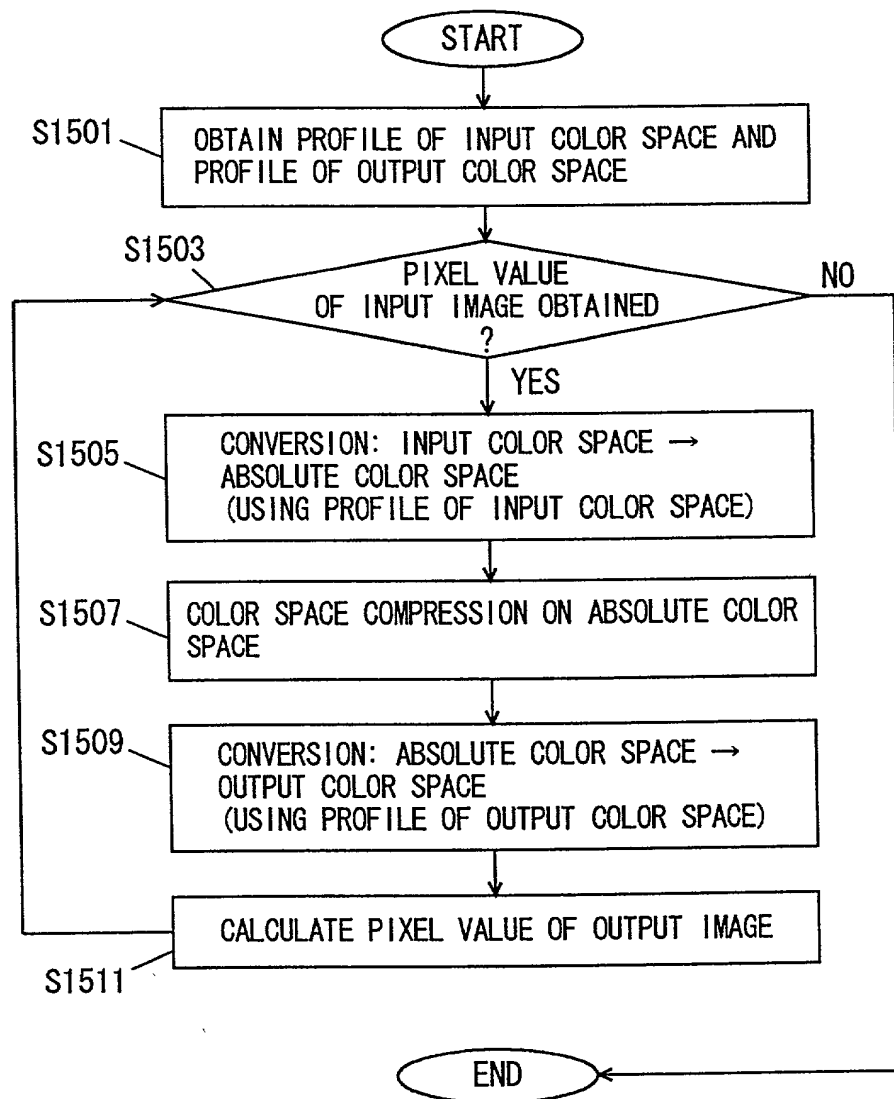 START
S1501
OBTAIN PROFILE OF INPUT COLOR SPACE AND
PROFILE OF OUTPUT COLOR SPACE
S1503
PIXEL VALUE
OF INPUT IMAGE OBTAINED
?
NO
YES
S1505
CONVERSION: INPUT COLOR SPACE →
ABSOLUTE COLOR SPACE
(USING PROFILE OF INPUT COLOR SPACE)
S1507
COLOR SPACE COMPRESSION ON ABSOLUTE COLOR
SPACE
S1509
CONVERSION: ABSOLUTE COLOR SPACE →
OUTPUT COLOR SPACE
(USING PROFILE OF OUTPUT COLOR SPACE)
CALCULATE PIXEL VALUE OF OUTPUT IMAGE
S1511
END